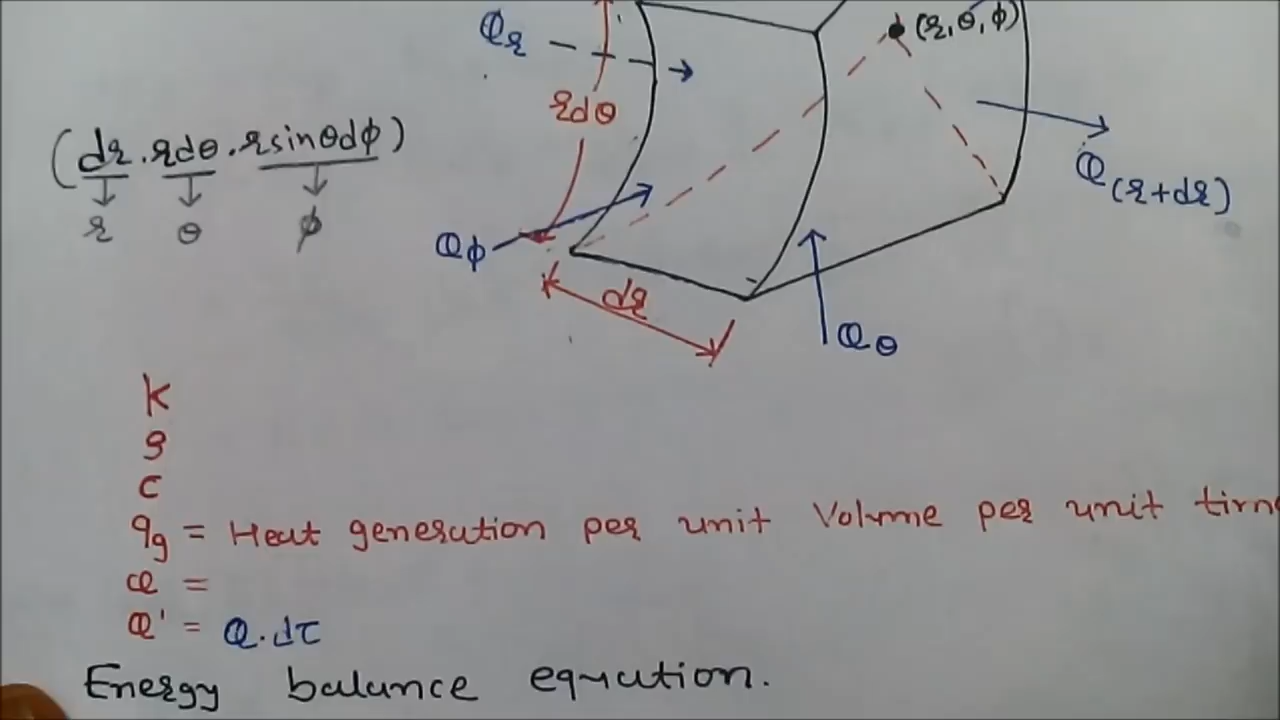 Qr
(r, θ, ϕ)
rdθ
(dr . rdθ . rsinθdϕ)
r θ ϕ
Q(r+dr)
Qϕ
dr
Qθ
K
ρ
C
qg = Heat generation per unit Volume per unit time
Q =
Q' = Q.dτ
Energy balance equation.